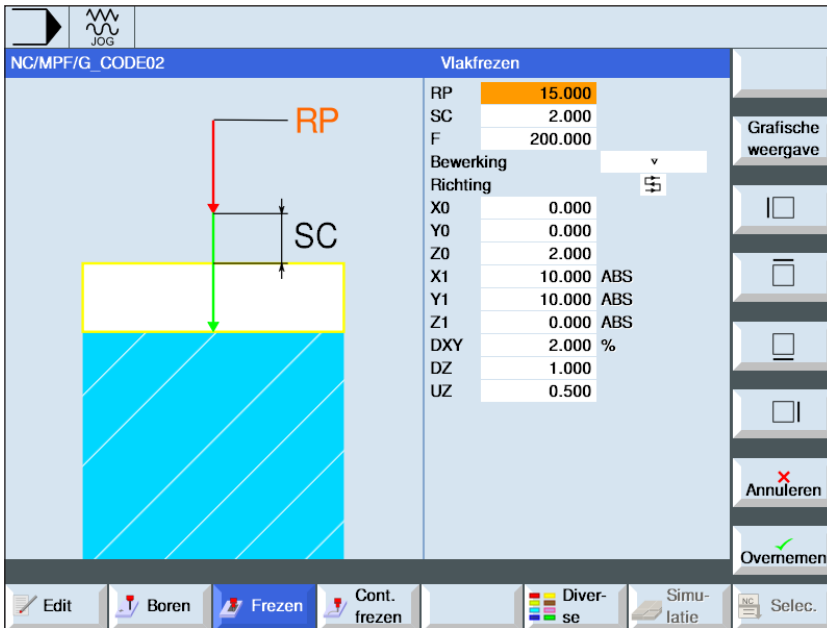 JOG
NC/MPF/G_CODE02
Vlakfrezen
RP
SC
RP 15.000
SC 2.000
F 200.000
Bewerking v
Richting
X0 0.000
Y0 0.000
Z0 2.000
X1 10.000 ABS
Y1 10.000 ABS
Z1 0.000 ABS
DXY 2.000 %
DZ 1.000
UZ 0.500
Grafische
weergave
Annuleren
Overnemen
Edit
Boren
Frezen
Cont.
frezen
Diver-
se
Simu-
latie
NC
Selec.